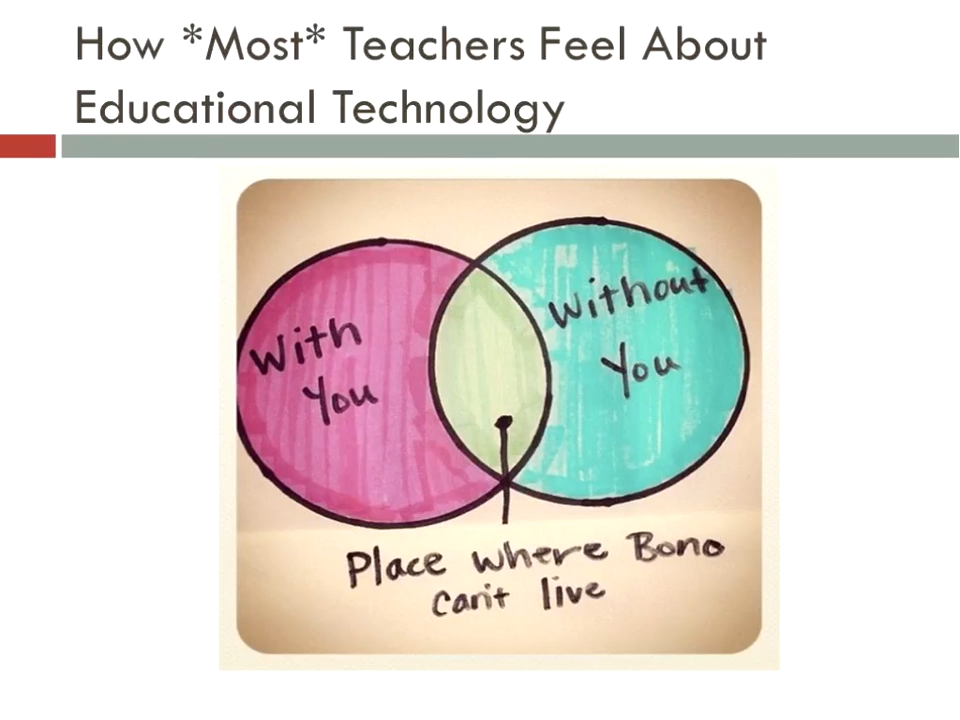 How *Most* Teachers Feel About
Educational Technology
With
You
Without
You
Place where Bono
can't live